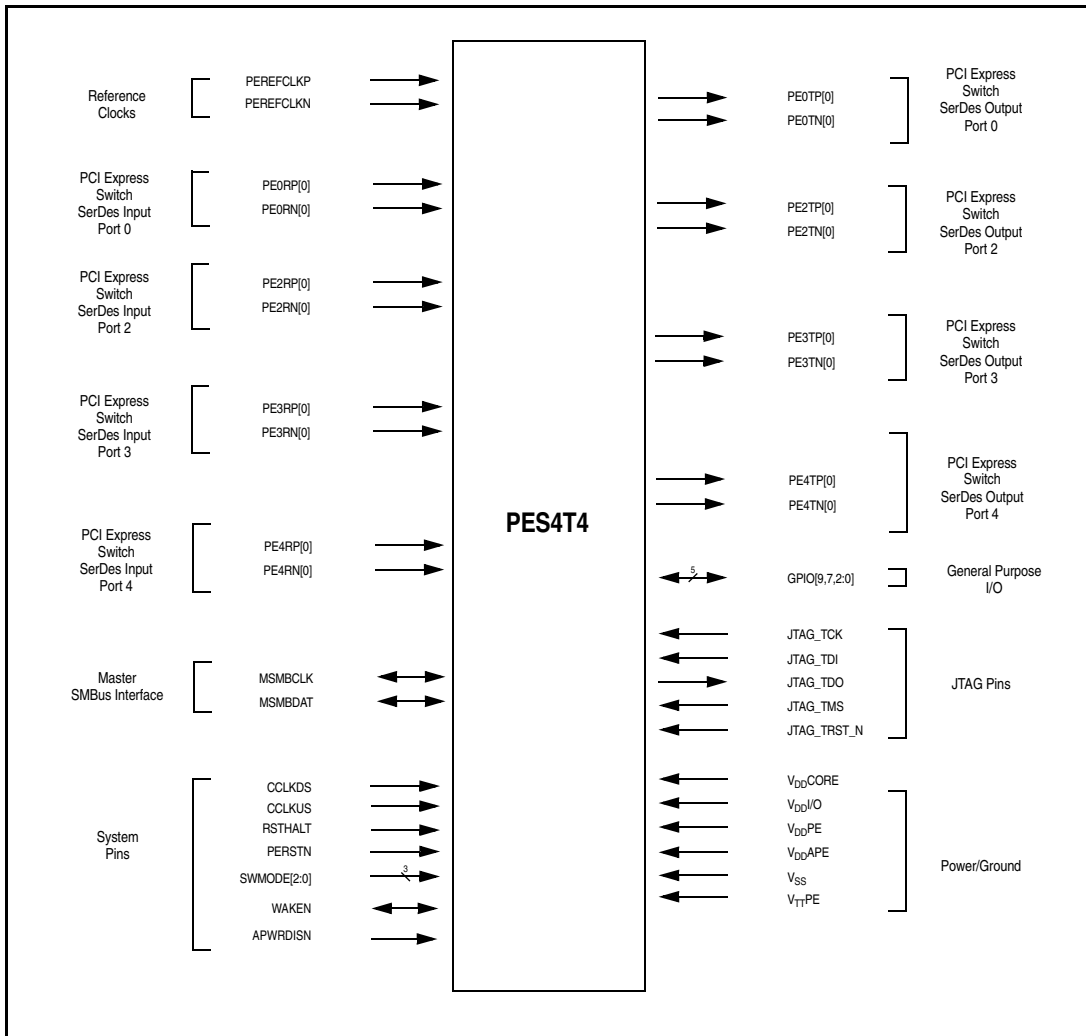 Reference
Clocks
PEREFCLKP
PEREFCLKN
PCI Express
Switch
SerDes Input
Port 0
PE0RP[0]
PE0RN[0]
PCI Express
Switch
SerDes Input
Port 2
PE2RP[0]
PE2RN[0]
PCI Express
Switch
SerDes Input
Port 3
PE3RP[0]
PE3RN[0]
PCI Express
Switch
SerDes Input
Port 4
PE4RP[0]
PE4RN[0]
Master
SMBus Interface
MSMBCLK
MSMBDAT
System
Pins
CCLKDS
CCLKUS
RSTHALT
PERSTN
SWMODE[2:0]
3
WAKEN
APWRDISN
PES4T4
PE0TP[0]
PE0TN[0]
PCI Express
Switch
SerDes Output
Port 0
PE2TP[0]
PE2TN[0]
PCI Express
Switch
SerDes Output
Port 2
PE3TP[0]
PE3TN[0]
PCI Express
Switch
SerDes Output
Port 3
PE4TP[0]
PE4TN[0]
PCI Express
Switch
SerDes Output
Port 4
5
GPIO[9,7,2:0]
General Purpose
I/O
JTAG_TCK
JTAG_TDI
JTAG_TDO
JTAG_TMS
JTAG_TRST_N
JTAG Pins
VDDCORE
VDDI/O
VDDPE
VDDAPE
VSS
VTTPE
Power/Ground